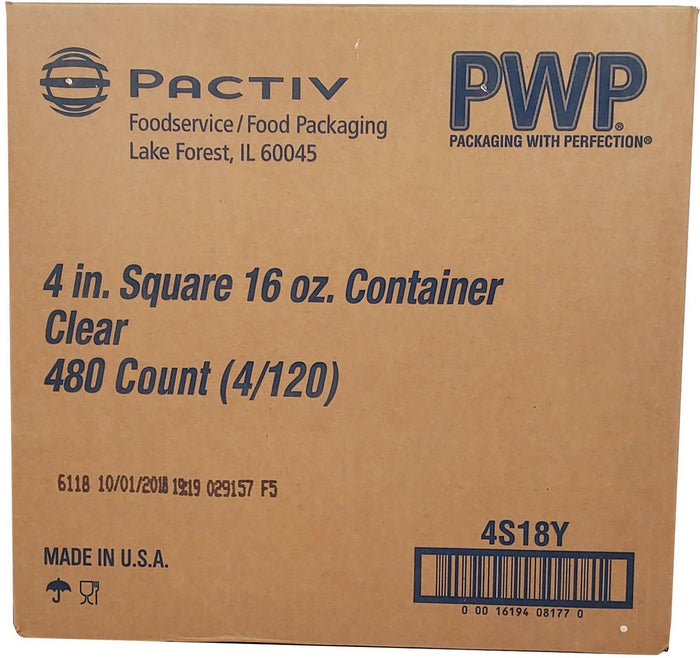 PACTIV
Foodservice/Food Packaging
Lake Forest, IL 60045
PWP®
PACKAGING WITH PERFECTION®
4 in. Square 16 oz. Container
Clear
480 Count (4/120)
6118 10/01/2018 19:19 029157 F5
MADE IN U.S.A.
4S18Y
0 00 16194 08177 0